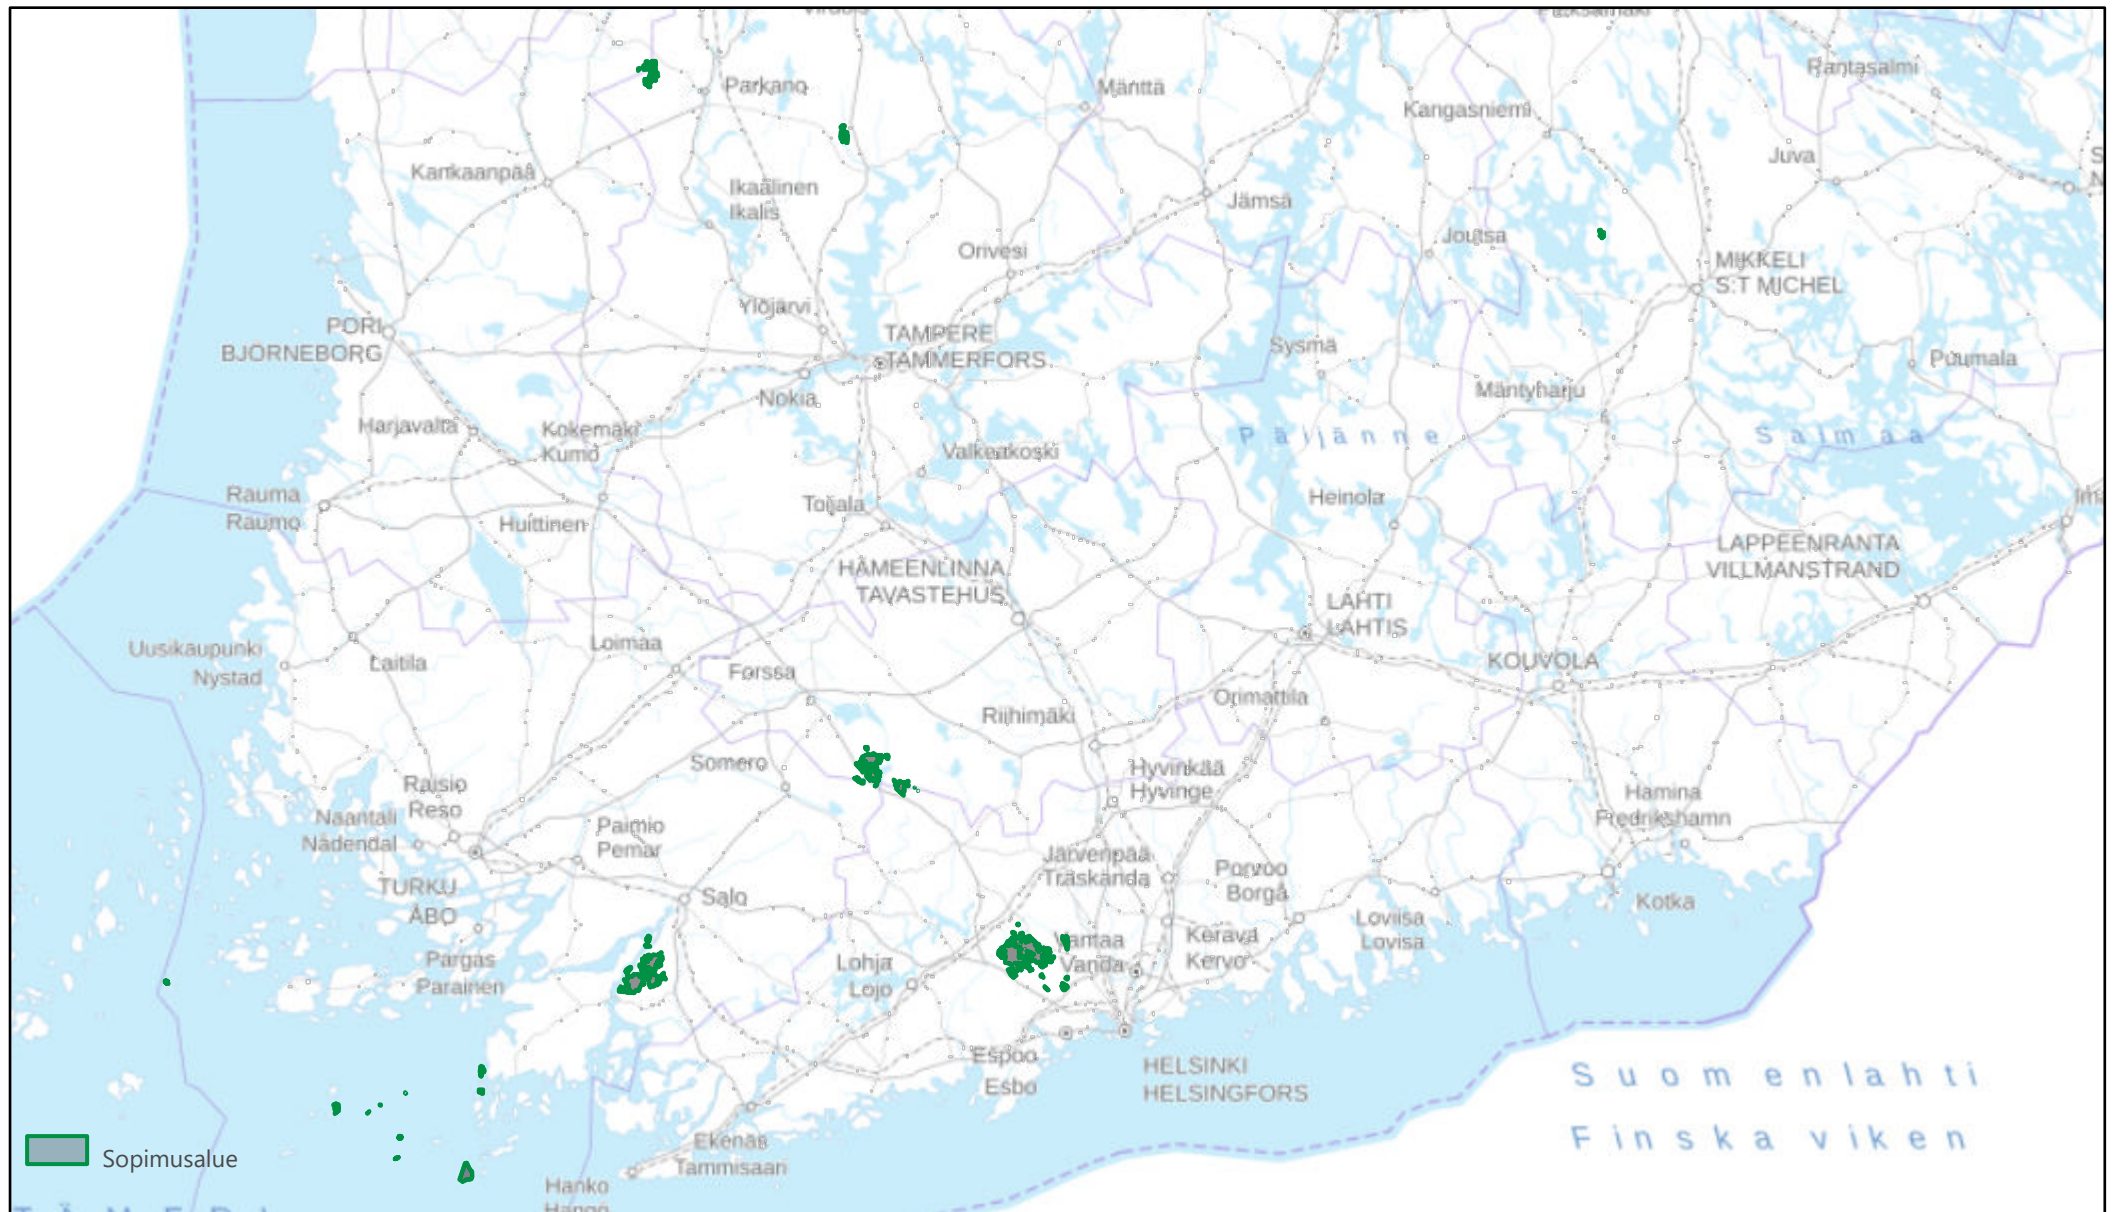 Parkano
Mänttä
Kangasniemi
Rantasalmi
Juva
Kankaanpää
Ikaalinen
Ikalis
Jämsä
Joutsa
Orivesi
MIKKELI
S:T MICHEL
Ylöjärvi
PORI
BJÖRNEBORG
TAMPERE
TAMMERFORS
Sysmä
Puumala
Nokia
Mäntyharju
Harjavalta
Kokemäki
Kumo
Päijänne
Saimaa
Valkeakoski
Rauma
Raumo
Toijala
Heinola
Huittinen
LAPPEENRANTA
VILLMANSTRAND
HÄMEENLINNA
TAVASTEHUS
LAHTI
LAHTIS
Uusikaupunki
Nystad
Laitila
Loimaa
Forssa
KOUVOLA
Orimattila
Riihimäki
Somero
Hyvinkää
Hyvinge
Raisio
Reso
Naantali
Nådendal
Paimio
Pemar
Hamina
Fredrikshamn
Järvenpää
Träskända
Porvoo
Borgå
TURKU
ÅBO
Salo
Kotka
Loviisa
Lovisa
Vantaa
Vanda
Kerava
Kervo
Pargas
Parainen
Lohja
Lojo
Espoo
Esbo
HELSINKI
HELSINGFORS
Suomenlahti
Finska viken
Ekenäs
Tammisaari
Sopimusalue
Hanko
Hangö